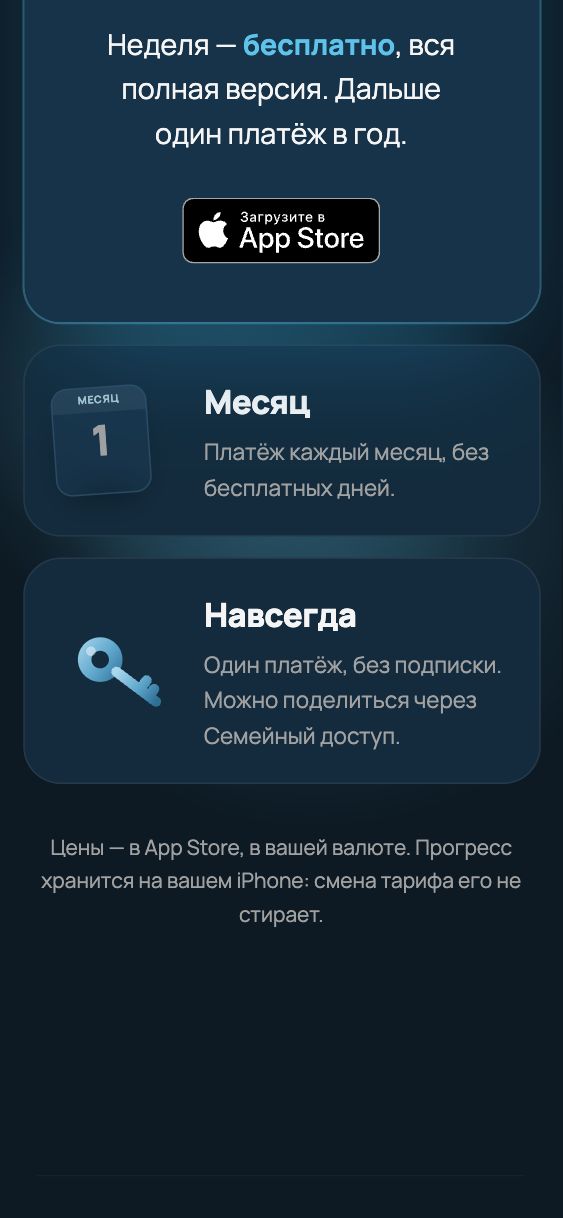 Неделя — бесплатно, вся
полная версия. Дальше
один платёж в год.
Загрузите в
App Store
МЕСЯЦ
1
Месяц
Платёж каждый месяц, без
бесплатных дней.
Навсегда
Один платёж, без подписки.
Можно поделиться через
Семейный доступ.
Цены — в App Store, в вашей валюте. Прогресс
хранится на вашем iPhone: смена тарифа его не
стирает.